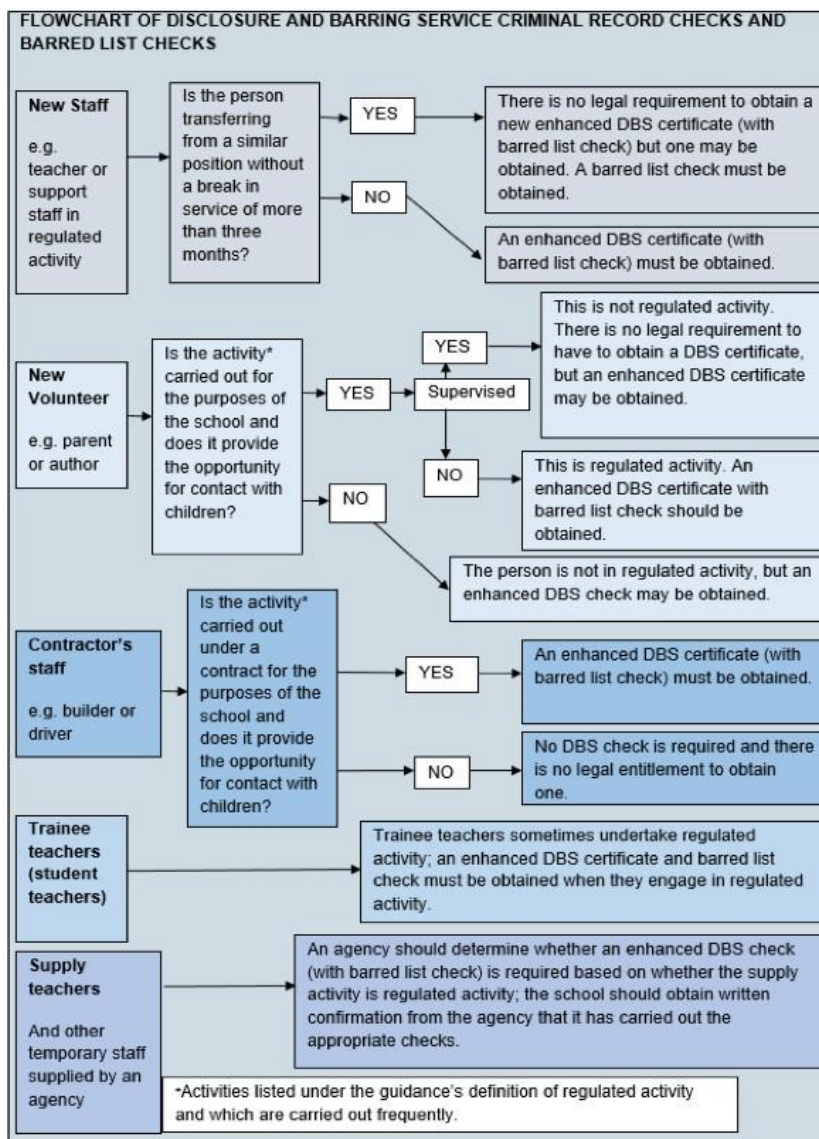 FLOWCHART OF DISCLOSURE AND BARRING SERVICE CRIMINAL RECORD CHECKS AND
BARRED LIST CHECKS
New Staff
e.g.
teacher or
support
staff in
regulated
activity
Is the person
transferring
from a similar
position without
a break in
service of more
than three
months?
YES
There is no legal requirement to obtain a
new enhanced DBS certificate (with
barred list check) but one may be
obtained. A barred list check must be
obtained.
NO
An enhanced DBS certificate (with
barred list check) must be obtained.
New
Volunteer
e.g. parent
or author
Is the activity*
carried out for
the purposes of
the school and
does it provide
the opportunity
for contact with
children?
YES
Supervised
YES
This is not regulated activity.
There is no legal requirement to
have to obtain a DBS certificate,
but an enhanced DBS certificate
may be obtained.
NO
This is regulated activity. An
enhanced DBS certificate with
barred list check should be
obtained.
NO
The person is not in regulated activity, but an
enhanced DBS check may be obtained.
Contractor's
staff
e.g. builder or
driver
Is the activity*
carried out
under a
contract for the
purposes of the
school and
does it provide
the opportunity
for contact with
children?
YES
An enhanced DBS certificate (with
barred list check) must be obtained.
NO
No DBS check is required and there
is no legal entitlement to obtain
one.
Trainee
teachers
(student
teachers)
Trainee teachers sometimes undertake regulated
activity; an enhanced DBS certificate and barred list
check must be obtained when they engage in regulated
activity.
Supply
teachers
And other
temporary staff
supplied by an
agency
An agency should determine whether an enhanced DBS check
(with barred list check) is required based on whether the supply
activity is regulated activity; the school should obtain written
confirmation from the agency that it has carried out the
appropriate checks.
*Activities listed under the guidance's definition of regulated activity
and which are carried out frequently.